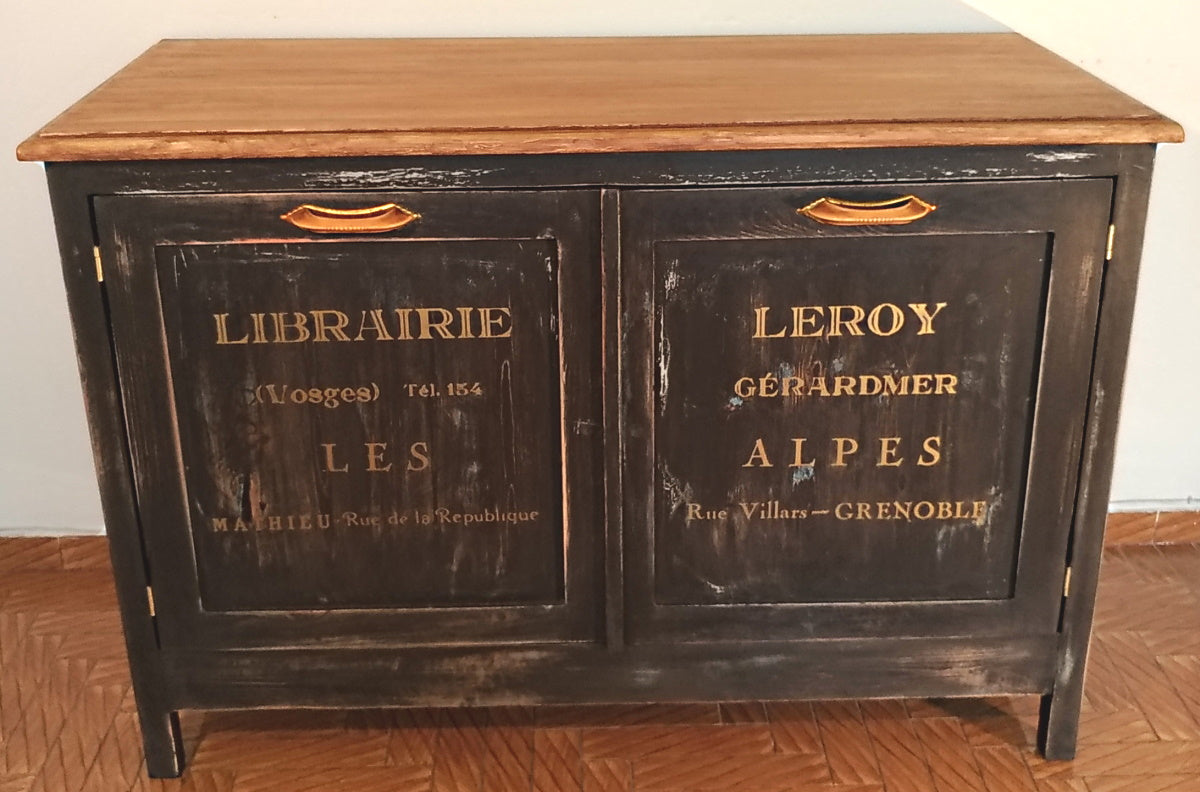 LIBRAIRIE
(Vosges) Tél. 154
LES
MATHIEU-Rue de la Republique
LEROY
GÉRARDMER
ALPES
Rue Villars—GRENOBLE